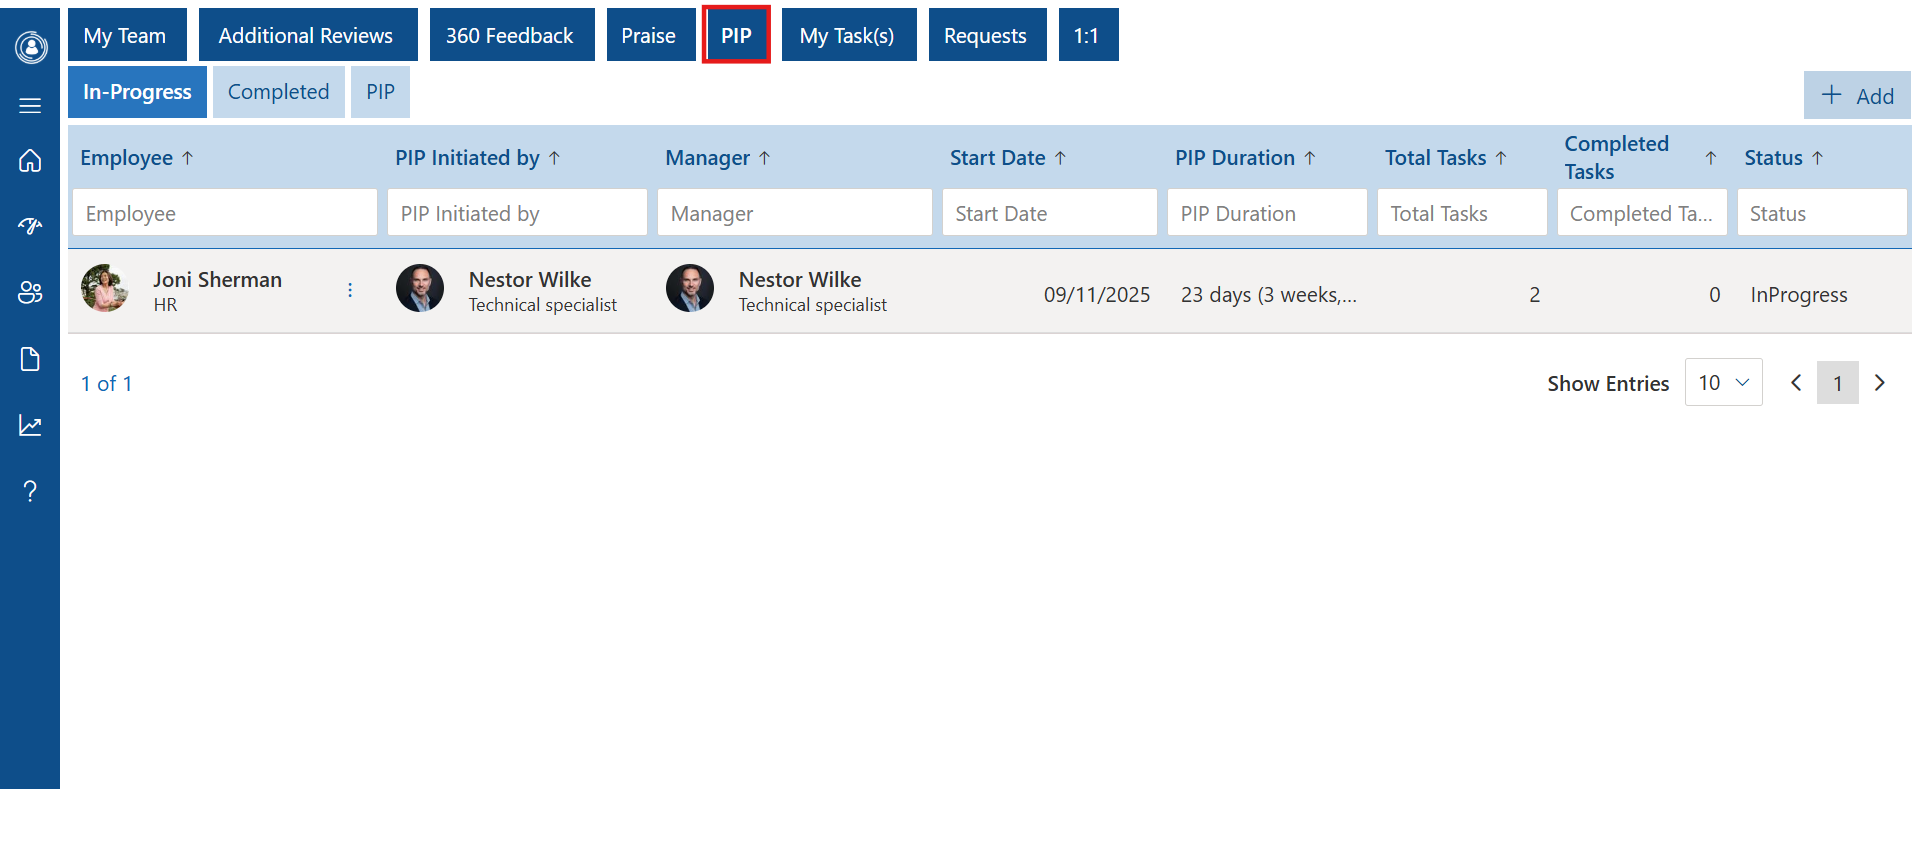 My Team Additional Reviews 360 Feedback Praise PIP My Task(s) Requests 1:1
In-Progress Completed PIP
+ Add
Employee ↑ PIP Initiated by ↑ Manager ↑ Start Date ↑ PIP Duration ↑ Total Tasks ↑ Completed Tasks ↑ Status ↑
Employee PIP Initiated by Manager Start Date PIP Duration Total Tasks Completed Ta... Status
Joni Sherman Nestor Wilke Nestor Wilke 09/11/2025 23 days (3 weeks,... 2 0 InProgress
HR Technical specialist Technical specialist
1 of 1 Show Entries 10 1